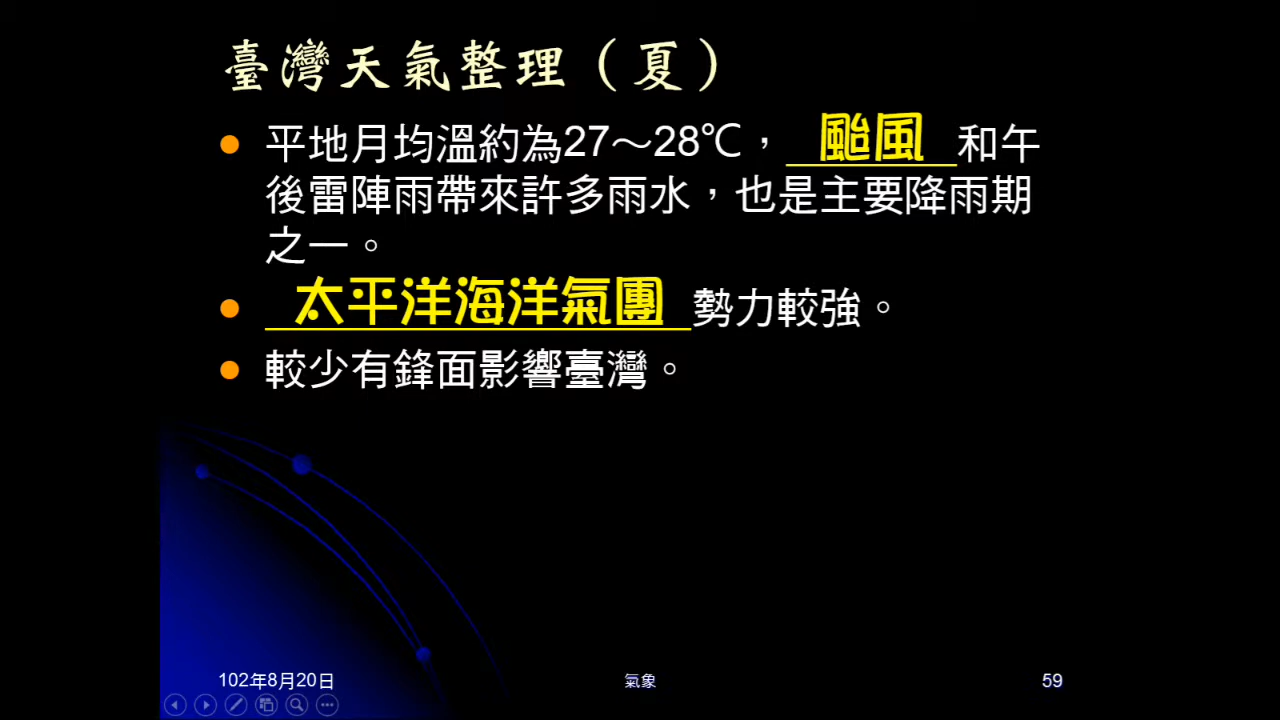 臺灣天氣整理（夏）
平地月均溫約為27～28℃，颱風和午
後雷陣雨帶來許多雨水，也是主要降雨期
之一。
太平洋海洋氣團勢力較強。
較少有鋒面影響臺灣。
102年8月20日
氣象
59